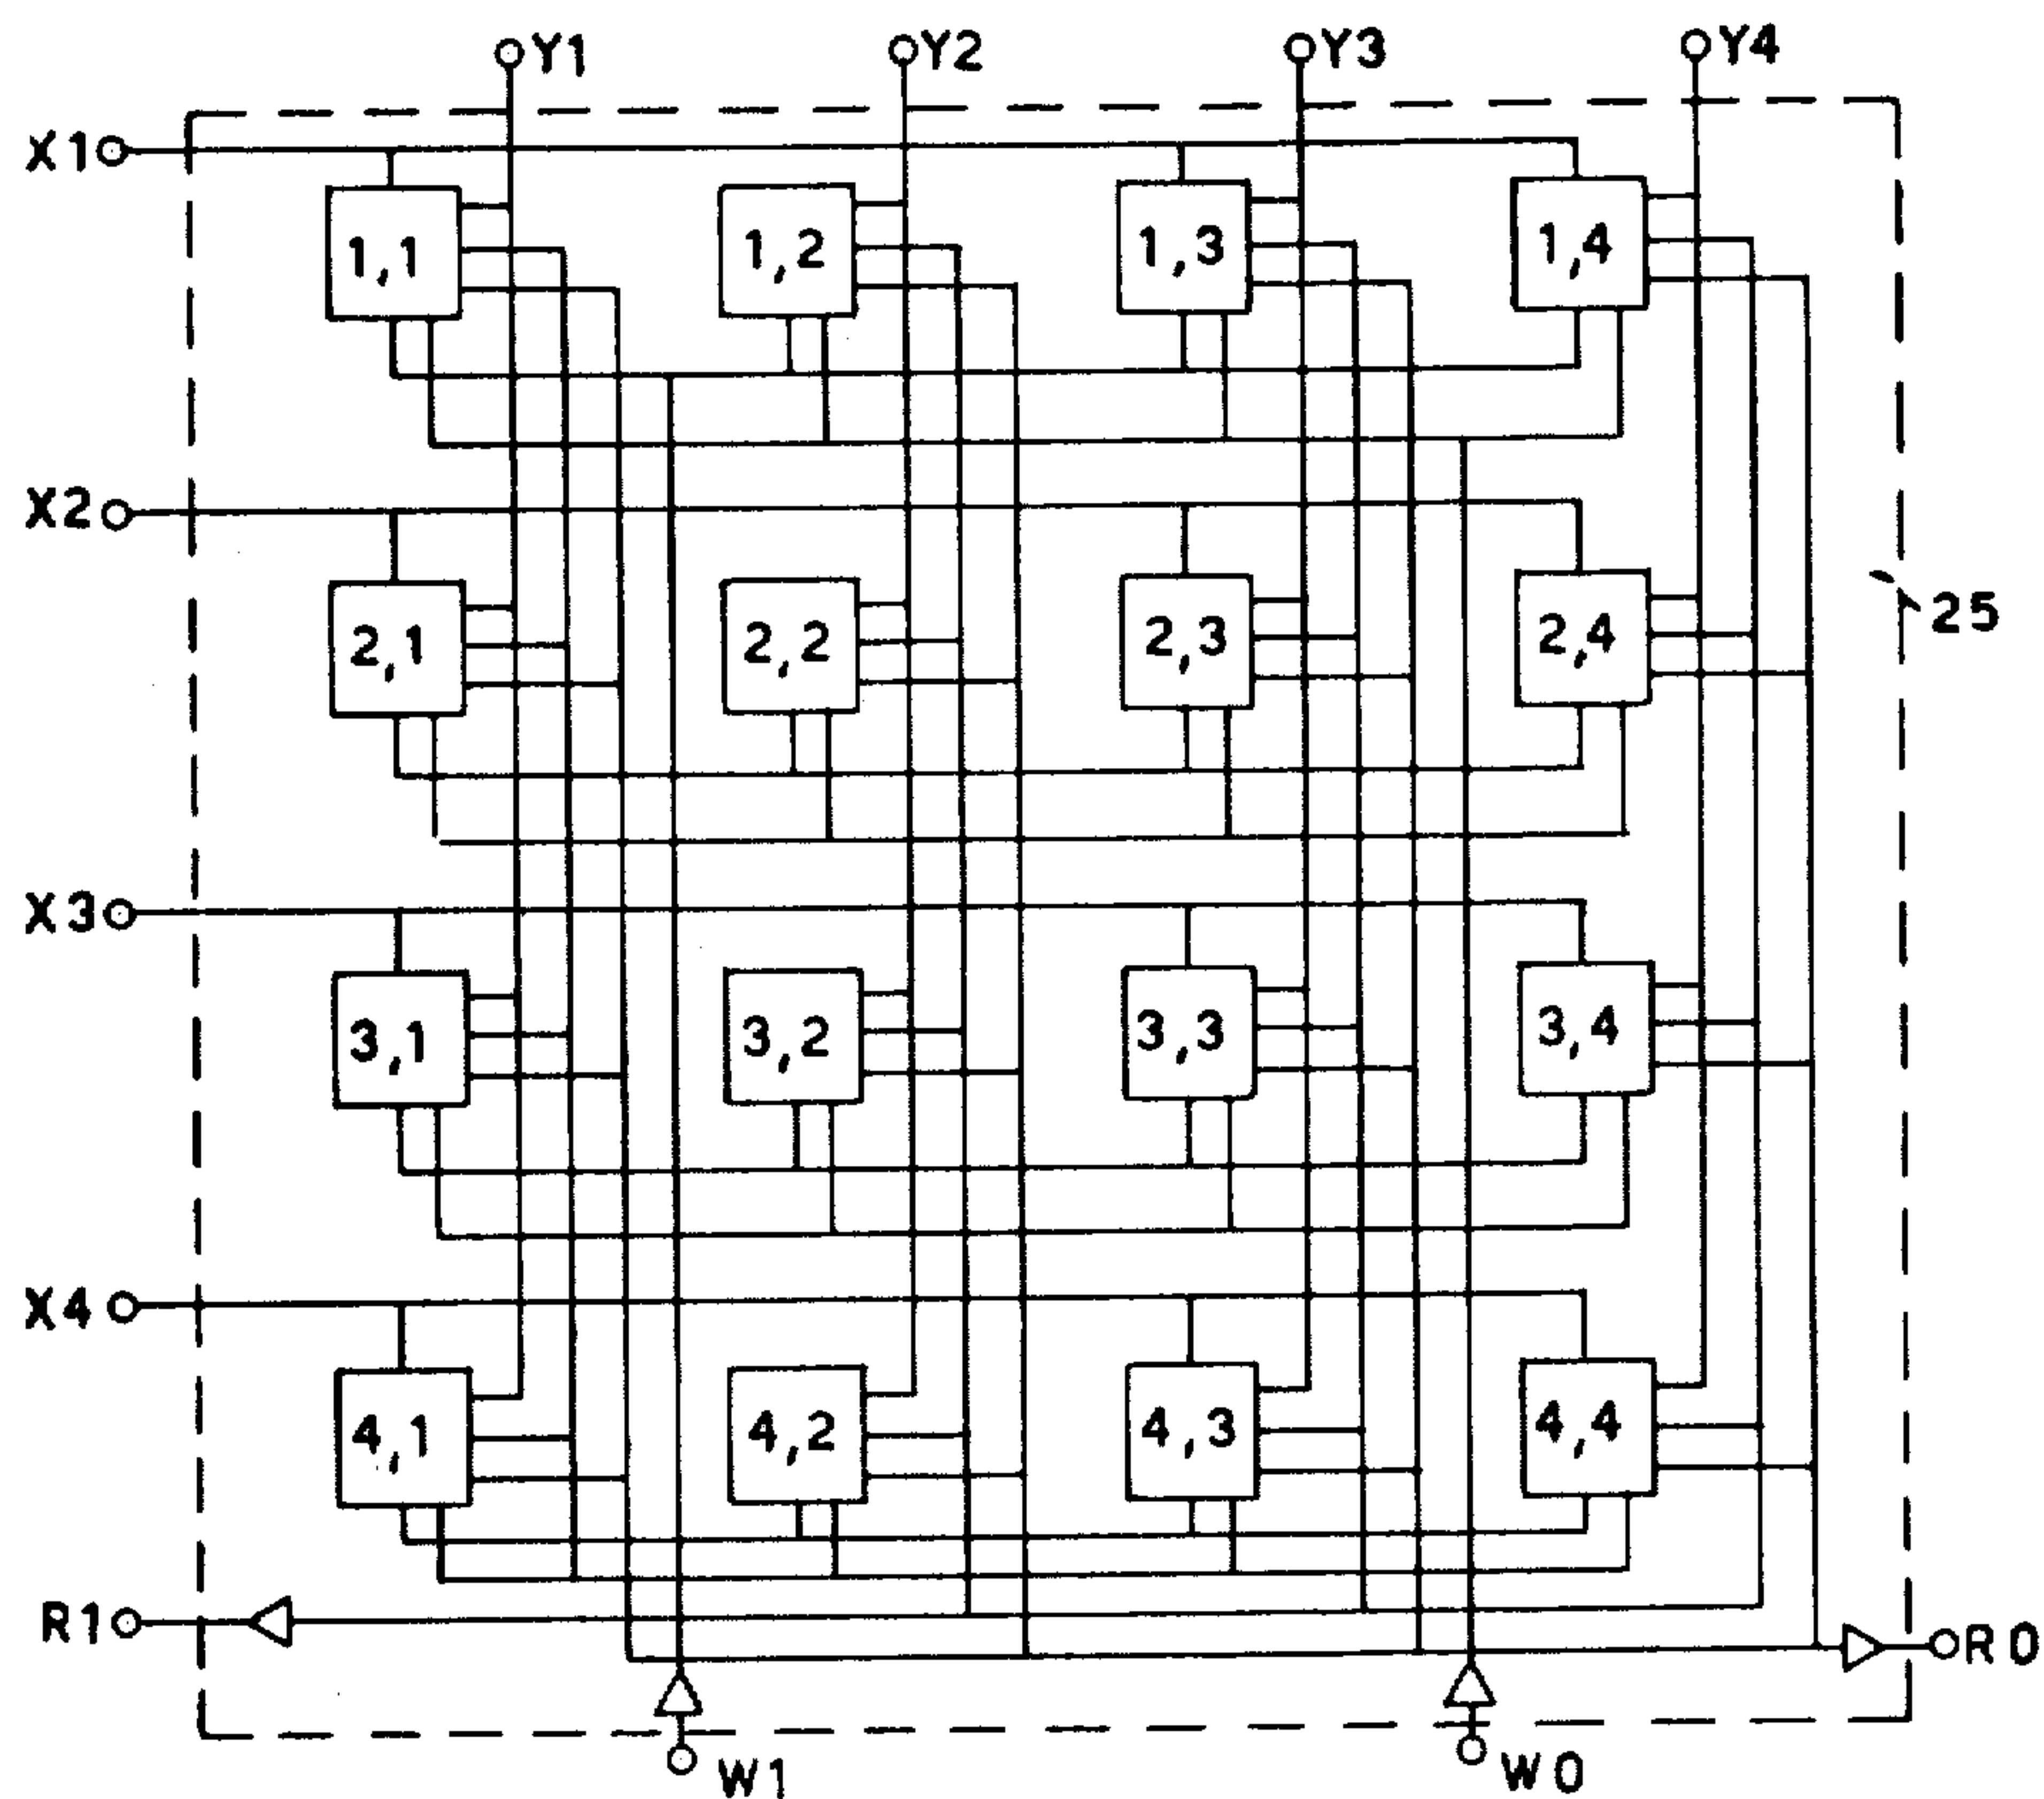 Y1 Y2 Y3 Y4
X1
1,1 1,2 1,3 1,4
X2
2,1 2,2 2,3 2,4
25
X3
3,1 3,2 3,3 3,4
X4
4,1 4,2 4,3 4,4
R1
R0
W1 W0